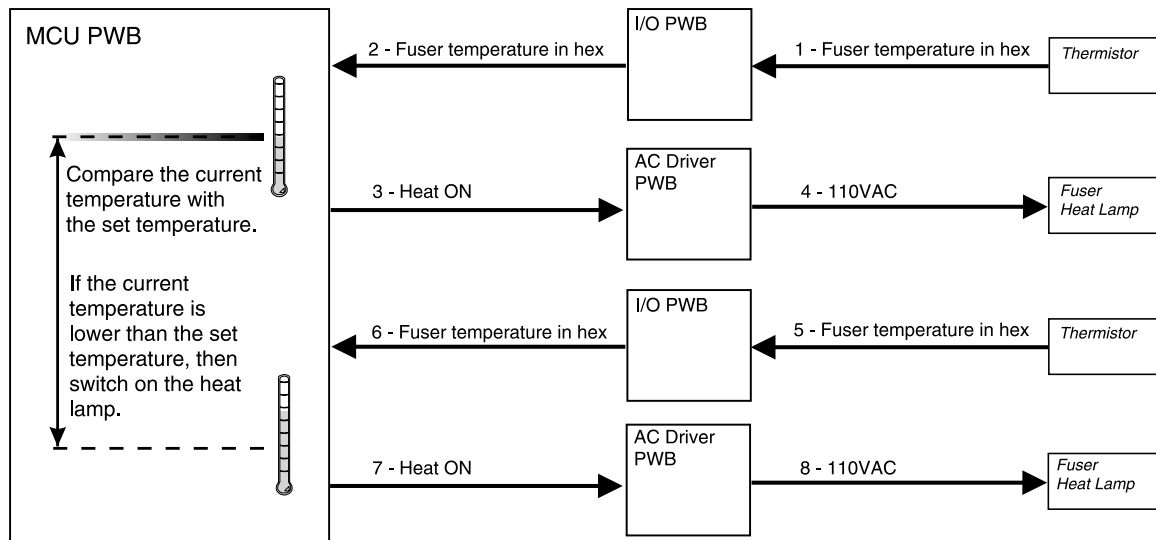 MCU PWB
Compare the current
temperature with
the set temperature.
If the current
temperature is
lower than the set
temperature, then
switch on the heat
lamp.
2 - Fuser temperature in hex
I/O PWB
1 - Fuser temperature in hex
Thermistor
3 - Heat ON
AC Driver
PWB
4 - 110VAC
Fuser
Heat Lamp
6 - Fuser temperature in hex
I/O PWB
5 - Fuser temperature in hex
Thermistor
7 - Heat ON
AC Driver
PWB
8 - 110VAC
Fuser
Heat Lamp